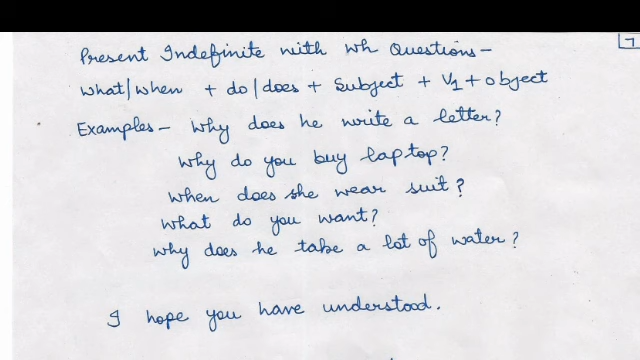 7
Present Indefinite with Wh Questions-
What/When + do/does + Subject + V1 + object
Examples- Why does he write a letter?
Why do you buy laptop?
When does she wear suit?
What do you want?
Why does he take a lot of water?
I hope you have understood.